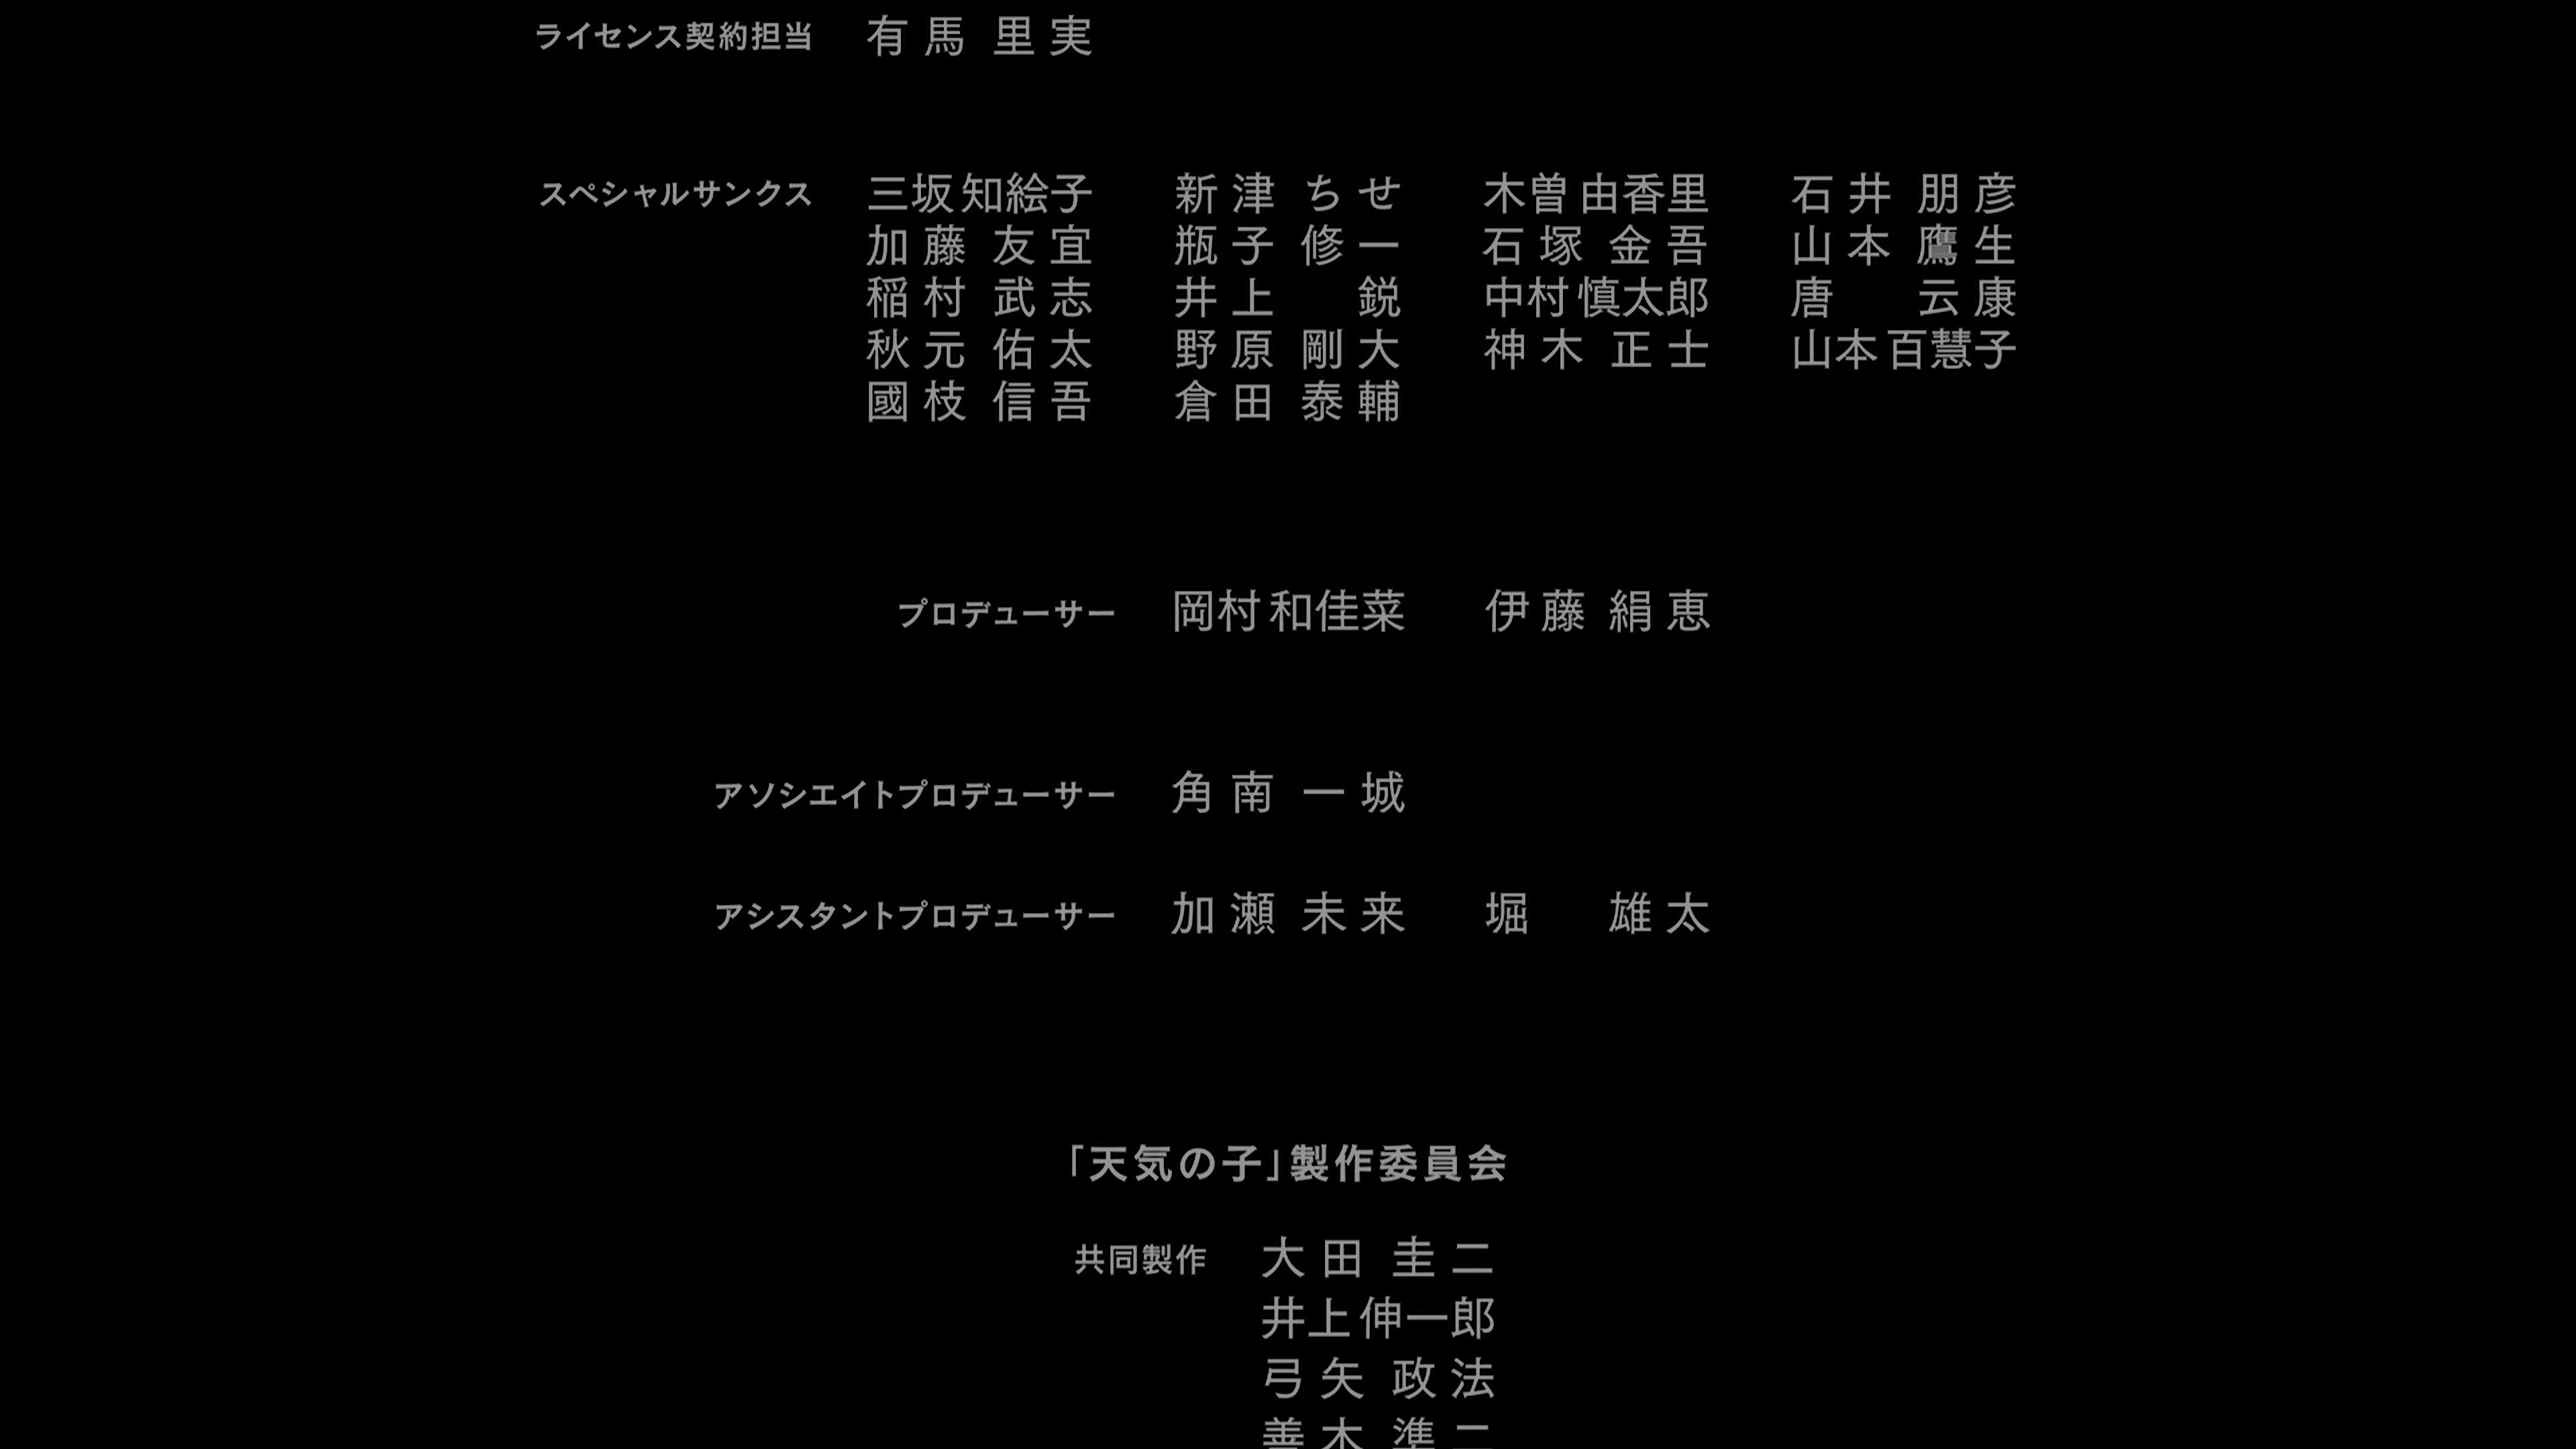 ライセンス契約担当 有馬 里実
スペシャルサンクス 三坂知絵子 新津ちせ 木曽由香里 石井朋彦
加藤友宜 瓶子修一 石塚金吾 山本鷹生
稲村武志 井上 鋭 中村慎太郎 唐 云康
秋元佑太 野原剛大 神木正士 山本百慧子
國枝信吾 倉田泰輔
プロデューサー 岡村和佳菜 伊藤絹恵
アソシエイトプロデューサー 角南一城
アシスタントプロデューサー 加瀬未来 堀 雄太
「天気の子」製作委員会
共同製作 大田圭二
井上伸一郎
弓矢政法
善木準二